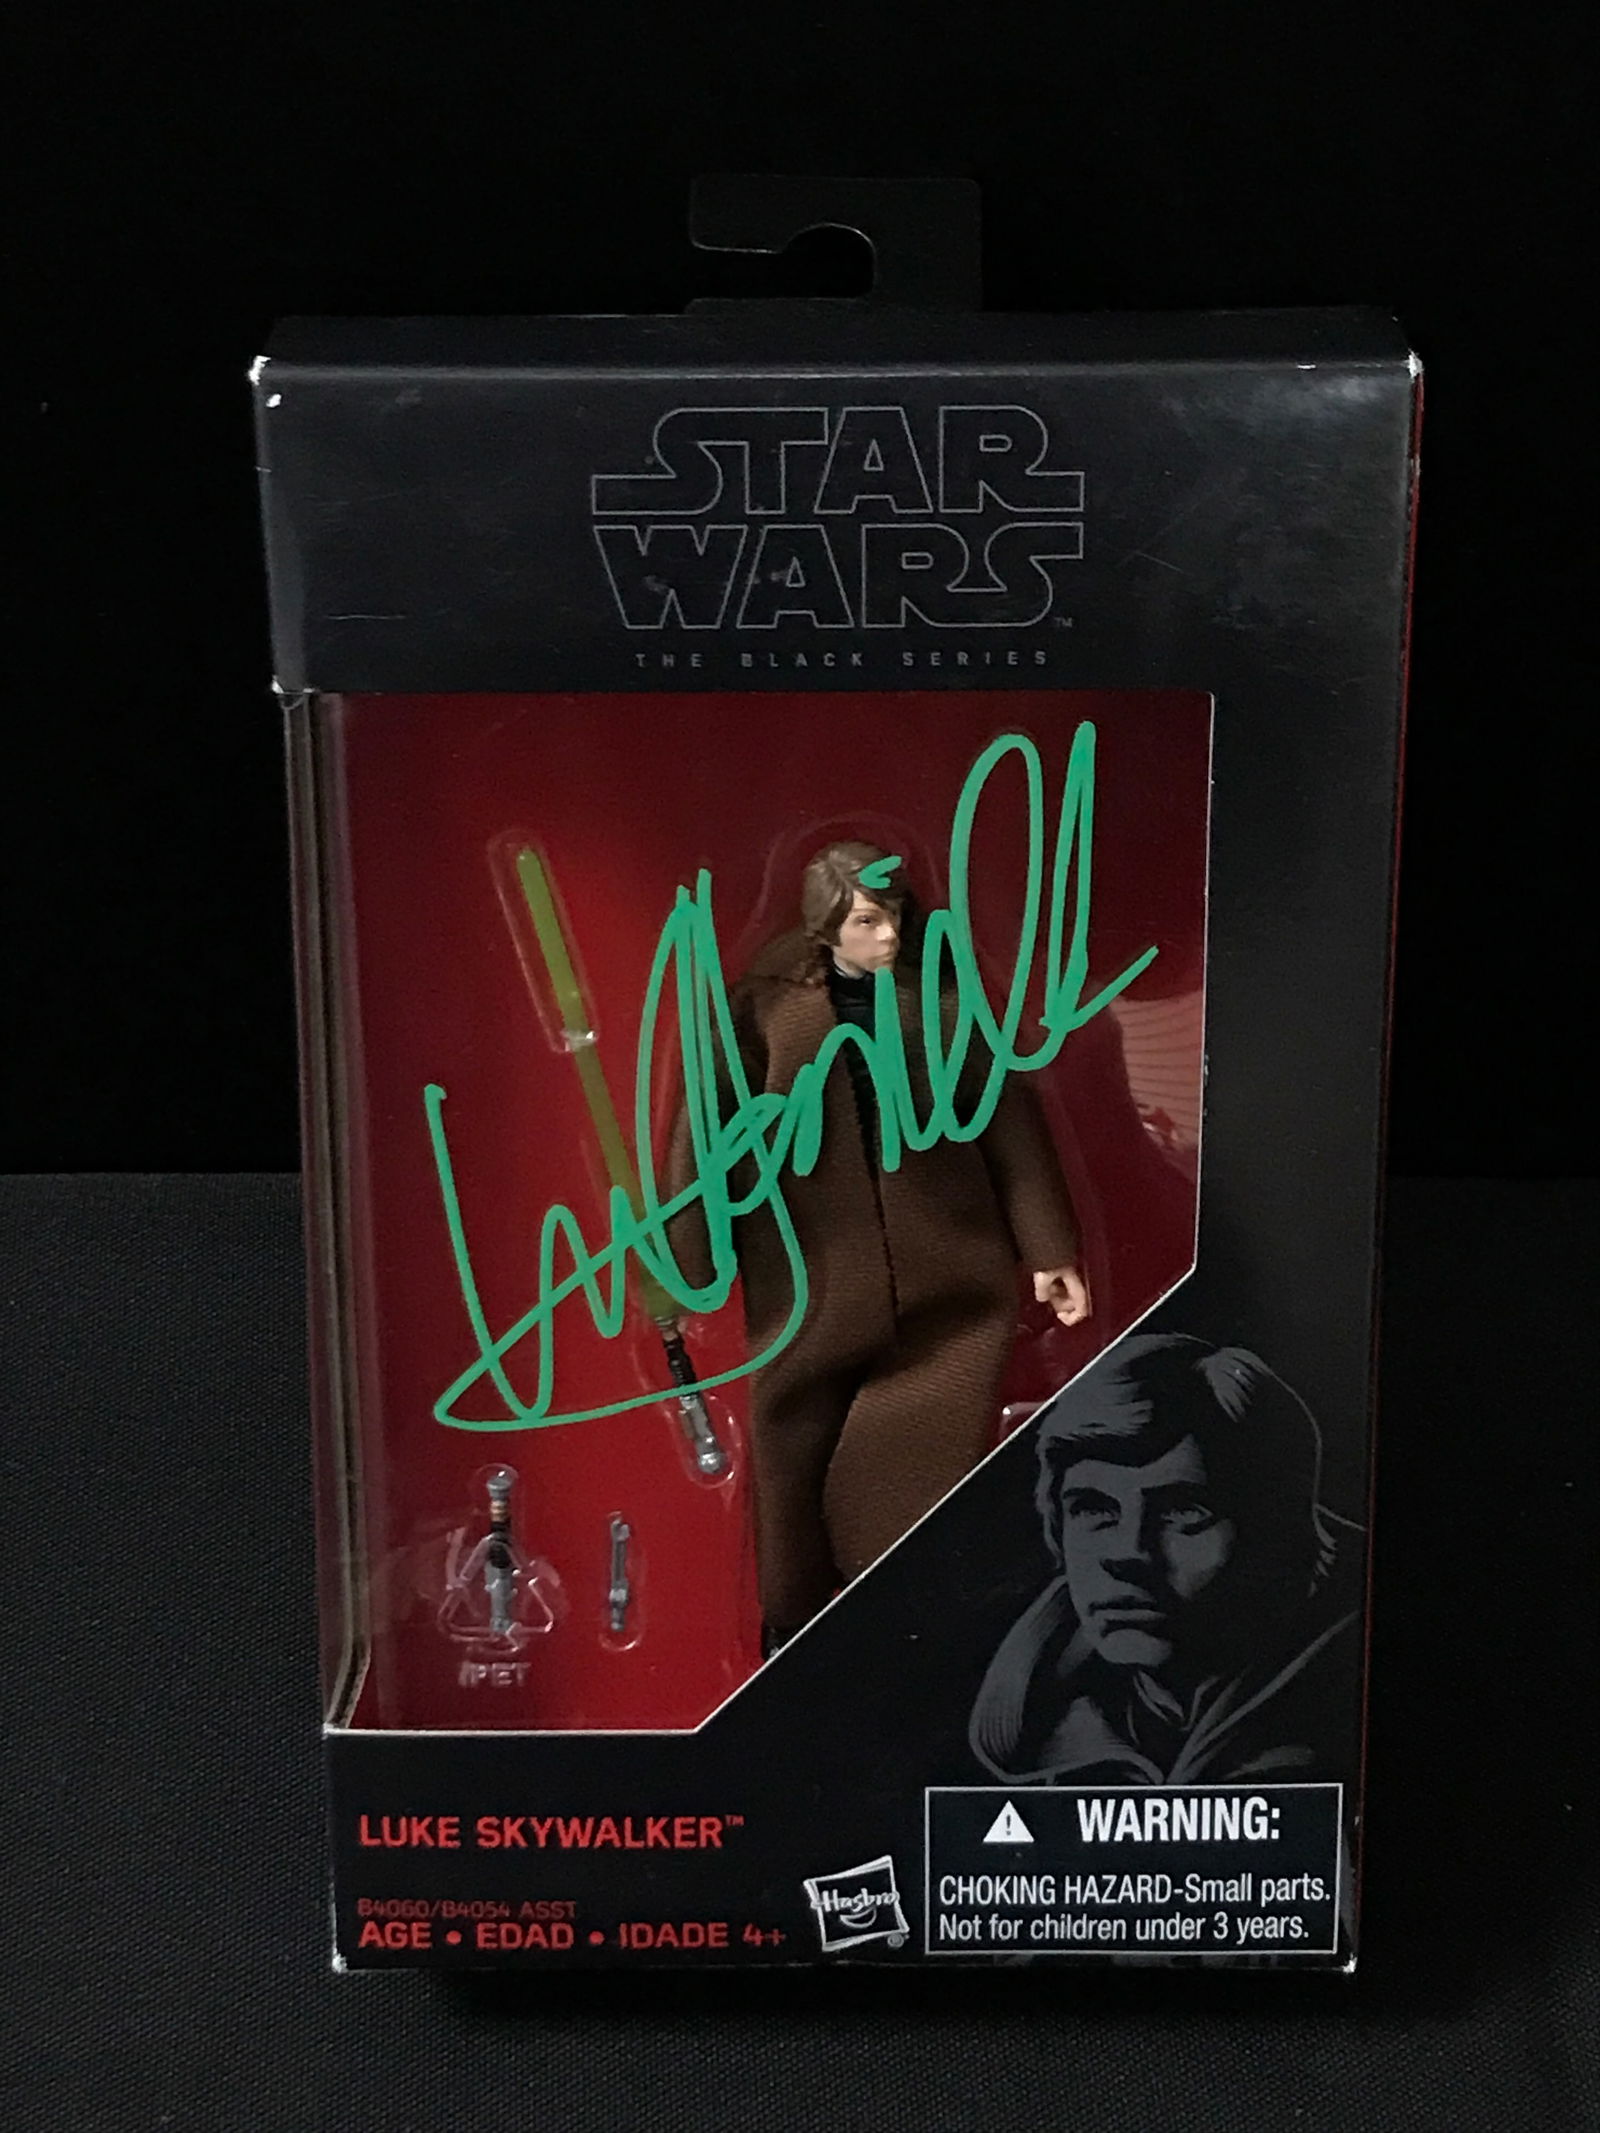 STAR
WARS™
THE BLACK SERIES
PET
LUKE SKYWALKER™
B4060/B4054 ASST
AGE • EDAD • IDADE 4+
Hasbro®
WARNING:
CHOKING HAZARD-Small parts.
Not for children under 3 years.